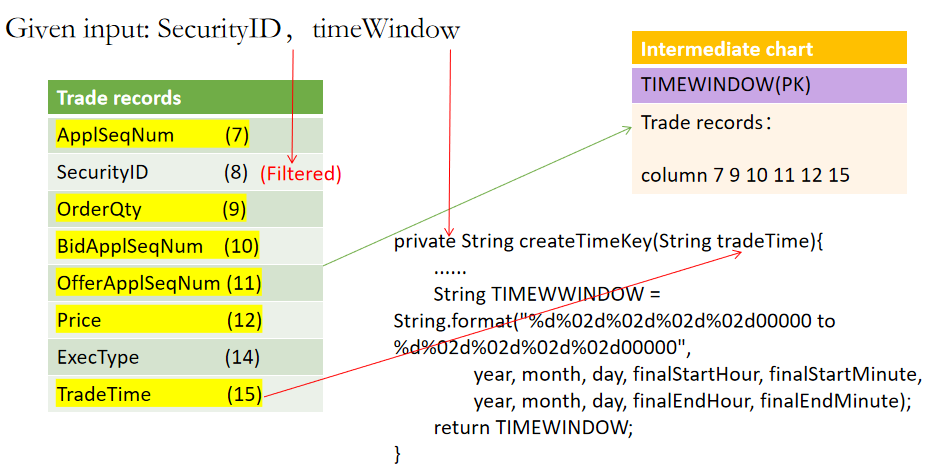 Given input: SecurityID，timeWindow
Trade records
ApplSeqNum (7)
SecurityID (8) (Filtered)
OrderQty (9)
BidApplSeqNum (10)
OfferApplSeqNum (11)
Price (12)
ExecType (14)
TradeTime (15)
Intermediate chart
TIMEWINDOW(PK)
Trade records：
column 7 9 10 11 12 15
private String createTimeKey(String tradeTime){
......
String TIMEWWINDOW =
String.format("%d%02d%02d%02d%02d00000 to
%d%02d%02d%02d%02d00000",
year, month, day, finalStartHour, finalStartMinute,
year, month, day, finalEndHour, finalEndMinute);
return TIMEWINDOW;
}